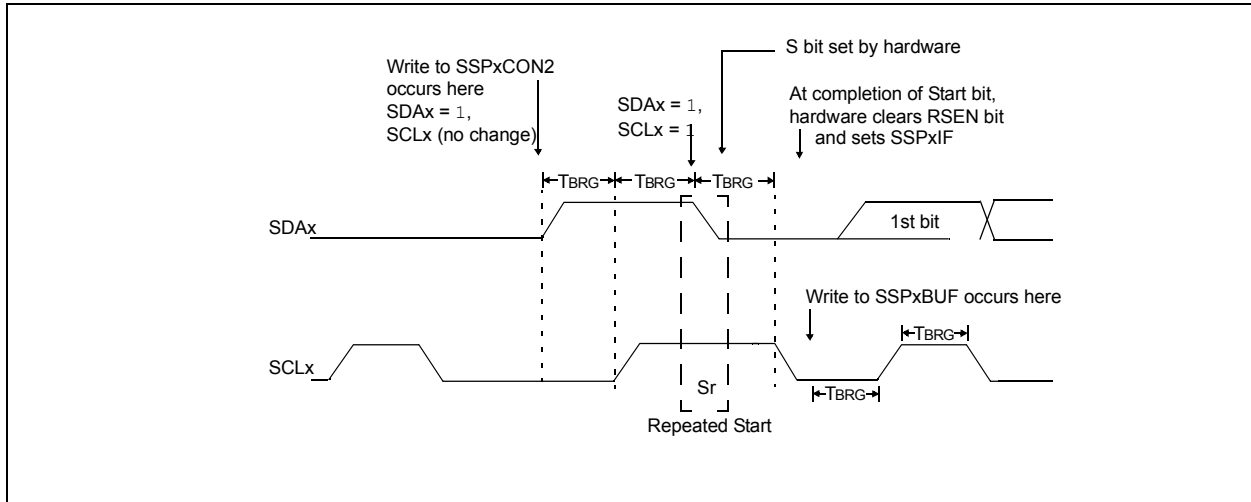 S bit set by hardware
Write to SSPxCON2
occurs here
SDAx = 1,
SCLx (no change)
SDAx = 1,
SCLx = 1
At completion of Start bit,
hardware clears RSEN bit
and sets SSPxIF
TBRG
TBRG
TBRG
SDAx
1st bit
Write to SSPxBUF occurs here
TBRG
SCLx
Sr
TBRG
Repeated Start